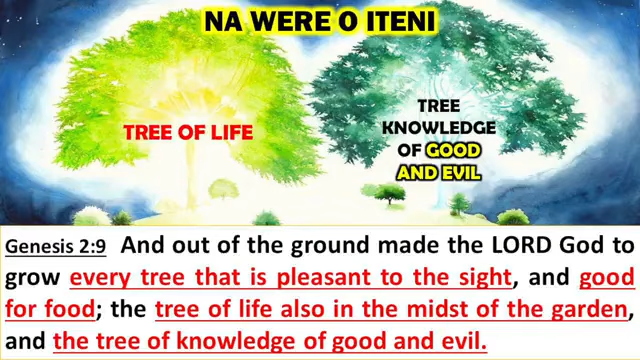 NA WERE O ITENI
TREE OF LIFE
TREE
KNOWLEDGE
OF GOOD
AND EVIL
Genesis 2:9 And out of the ground made the LORD God to
grow every tree that is pleasant to the sight, and good
for food; the tree of life also in the midst of the garden,
and the tree of knowledge of good and evil.